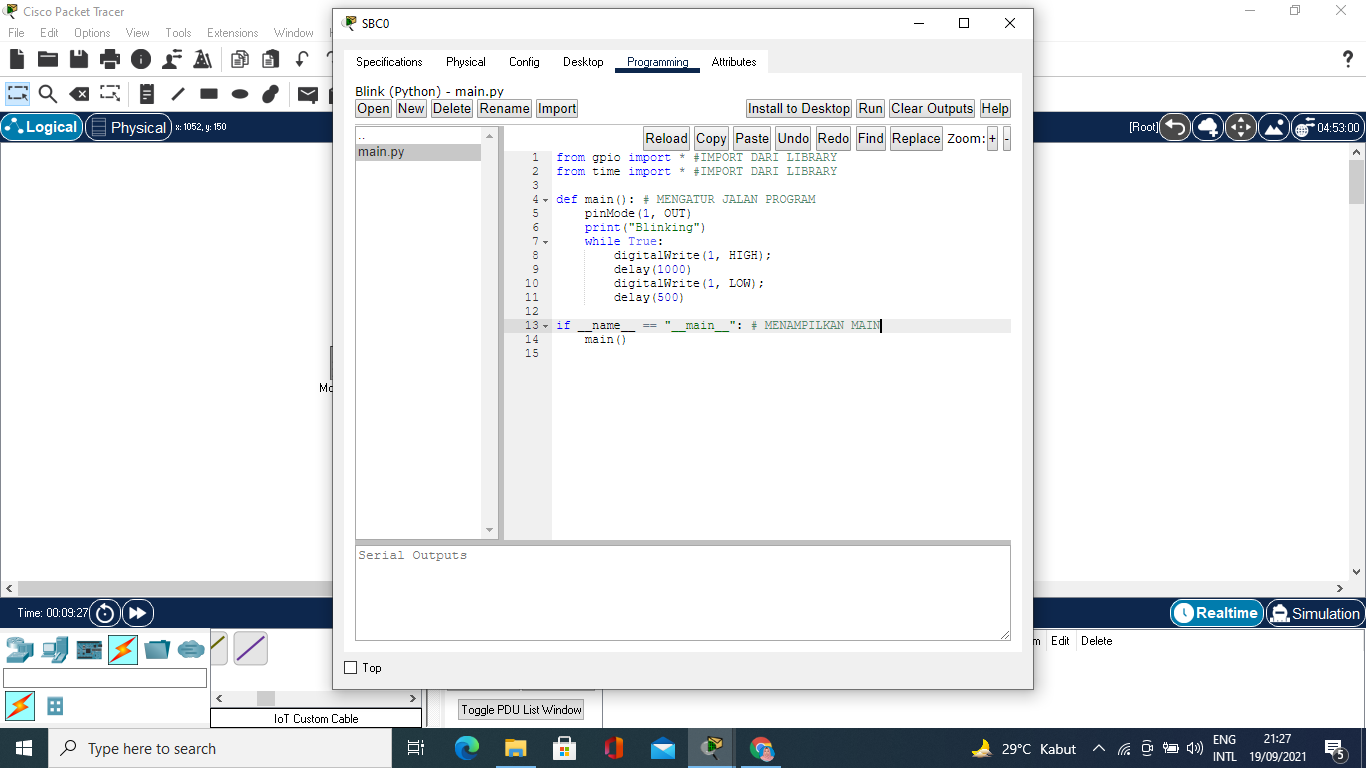 Cisco Packet Tracer
File Edit Options View Tools Extensions Window
SBC0
Specifications Physical Config Desktop Programming Attributes
Blink (Python) - main.py
Open New Delete Rename Import Install to Desktop Run Clear Outputs Help
Logical Physical x: 1052, y: 150
[Root] 04:53:00
..
main.py
Reload Copy Paste Undo Redo Find Replace Zoom: + -
1 from gpio import * #IMPORT DARI LIBRARY
2 from time import * #IMPORT DARI LIBRARY
3
4 def main(): # MENGATUR JALAN PROGRAM
5 pinMode(1, OUT)
6 print("Blinking")
7 while True:
8 digitalWrite(1, HIGH);
9 delay(1000)
10 digitalWrite(1, LOW);
11 delay(500)
12
13 if __name__ == "__main__": # MENAMPILKAN MAIN
14 main()
15
Mo
Serial Outputs
Time: 00:09:27
Realtime Simulation
m Edit Delete
Top
Toggle PDU List Window
IoT Custom Cable
Type here to search
29°C Kabut
ENG
INTL
21:27
19/09/2021
5